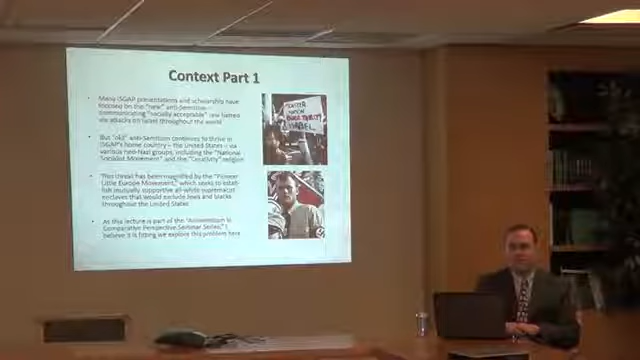 Context Part 1
Many ISGAP presentations and scholarship have
focused on the "new" anti-Semitism –
communicating "socially acceptable" Jew hatred
via attacks on Israel throughout the world
But "old" anti-Semitism continues to thrive in
ISGAP's home country – the United States – via
various neo-Nazi groups, including the "National
Socialist Movement" and the "Creativity" religion
This threat has been magnified by the "Pioneer
Little Europe Movement," which seeks to estab-
lish mutually supportive all-white supremacist
enclaves that would exclude Jews and blacks
throughout the United States
As this lecture is part of the "Antisemitism in
Comparative Perspective Seminar Series," I
believe it is fitting we explore this problem here
ISRAEL